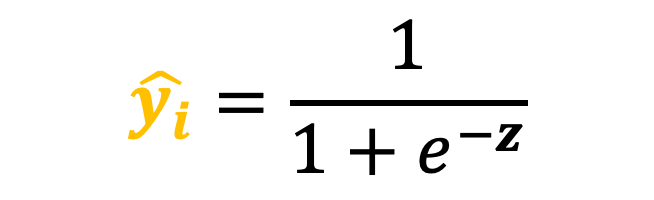 ŷᵢ = 1 / (1 + e⁻ᶻ)